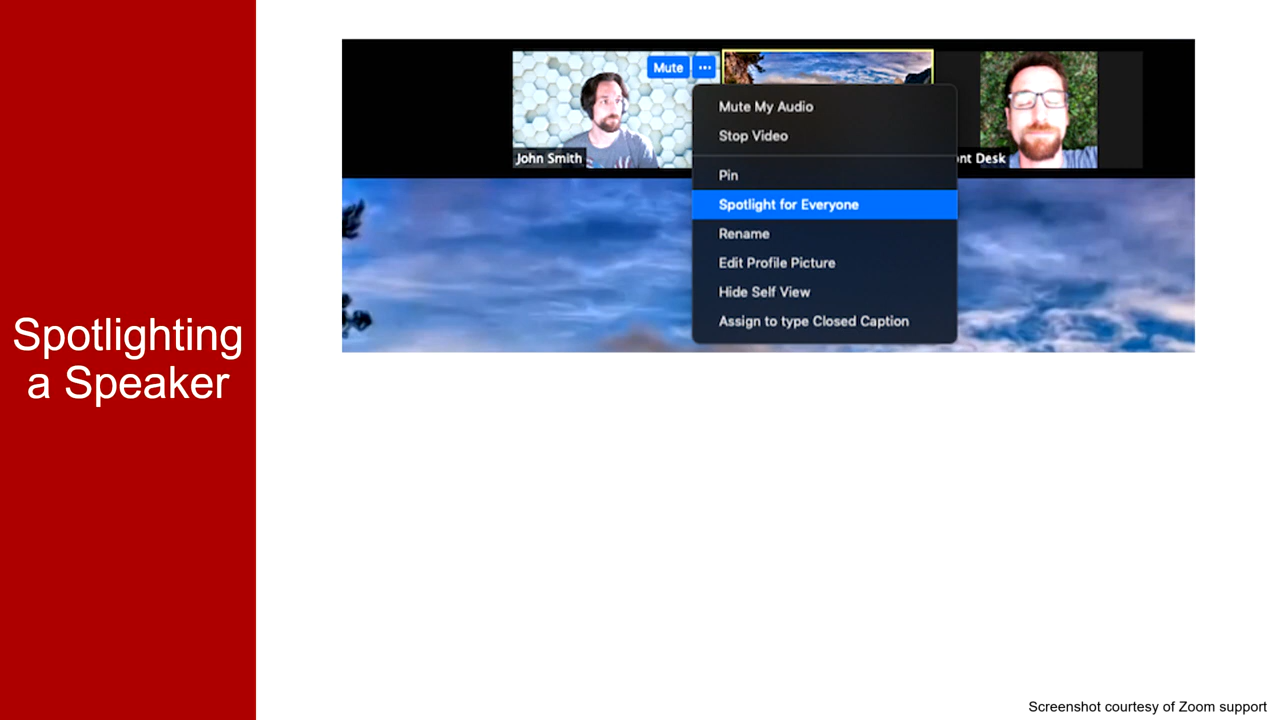 Spotlighting
a Speaker
Mute
John Smith
Desk
Mute My Audio
Stop Video
Pin
Spotlight for Everyone
Rename
Edit Profile Picture
Hide Self View
Assign to type Closed Caption
Screenshot courtesy of Zoom support